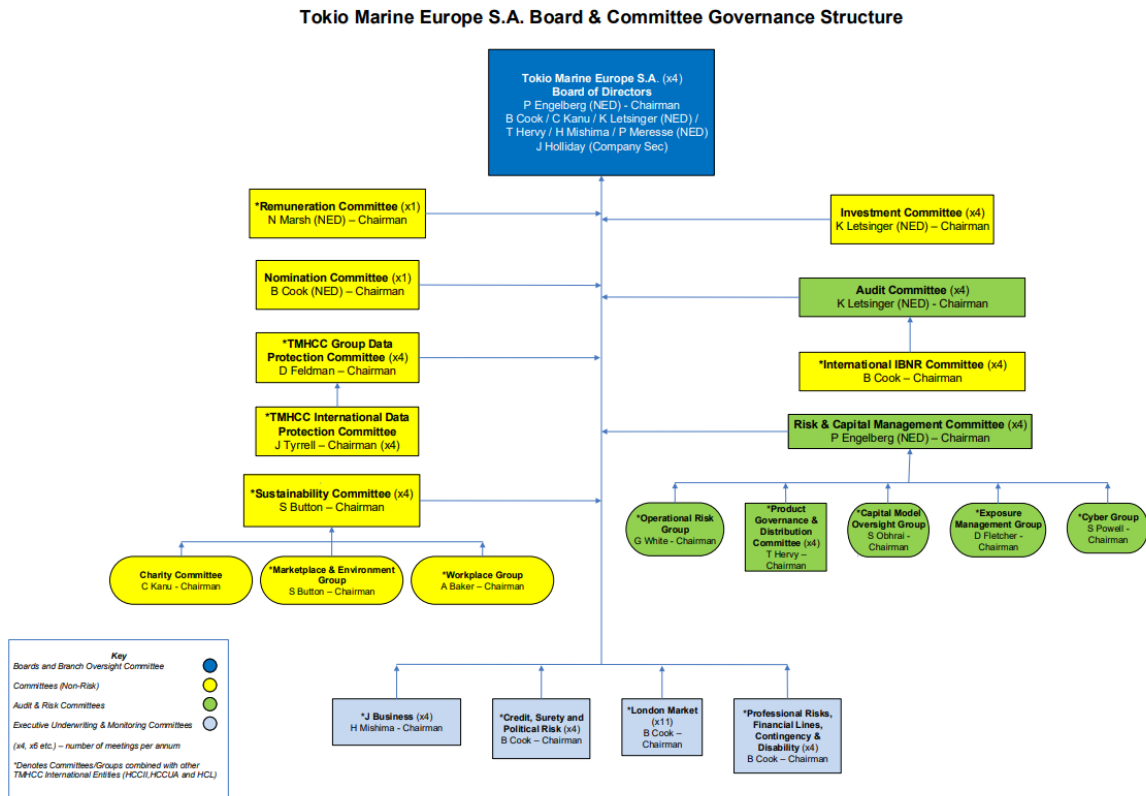 Tokio Marine Europe S.A. Board & Committee Governance Structure
Tokio Marine Europe S.A. (x4)
Board of Directors
P Engelberg (NED) - Chairman
B Cook / C Kanu / K Letsinger (NED) /
T Hervy / H Mishima / P Meresse (NED)
J Holliday (Company Sec)
*Remuneration Committee (x1)
N Marsh (NED) – Chairman
Investment Committee (x4)
K Letsinger (NED) – Chairman
Nomination Committee (x1)
B Cook (NED) – Chairman
Audit Committee (x4)
K Letsinger (NED) - Chairman
*TMHCC Group Data
Protection Committee (x4)
D Feldman – Chairman
*International IBNR Committee (x4)
B Cook – Chairman
*TMHCC International Data
Protection Committee
J Tyrrell – Chairman (x4)
Risk & Capital Management Committee (x4)
P Engelberg (NED) – Chairman
*Sustainability Committee (x4)
S Button – Chairman
*Operational Risk
Group
G White - Chairman
*Product
Governance &
Distribution
Committee (x4)
T Hervy –
Chairman
*Capital Model
Oversight Group
S Obhrai -
Chairman
*Exposure
Management Group
D Fletcher -
Chairman
*Cyber Group
S Powell -
Chairman
Charity Committee
C Kanu - Chairman
*Marketplace & Environment
Group
S Button – Chairman
*Workplace Group
A Baker – Chairman
Key
Boards and Branch Oversight Committee
Committees (Non-Risk)
Audit & Risk Committees
Executive Underwriting & Monitoring Committees
(x4, x6 etc.) – number of meetings per annum
*Denotes Committees/Groups combined with other
TMHCC International Entities (HCCII,HCCUA and HCL)
*J Business (x4)
H Mishima - Chairman
*Credit, Surety and
Political Risk (x4)
B Cook – Chairman
*London Market
(x11)
B Cook –
Chairman
*Professional Risks,
Financial Lines,
Contingency &
Disability (x4)
B Cook – Chairman